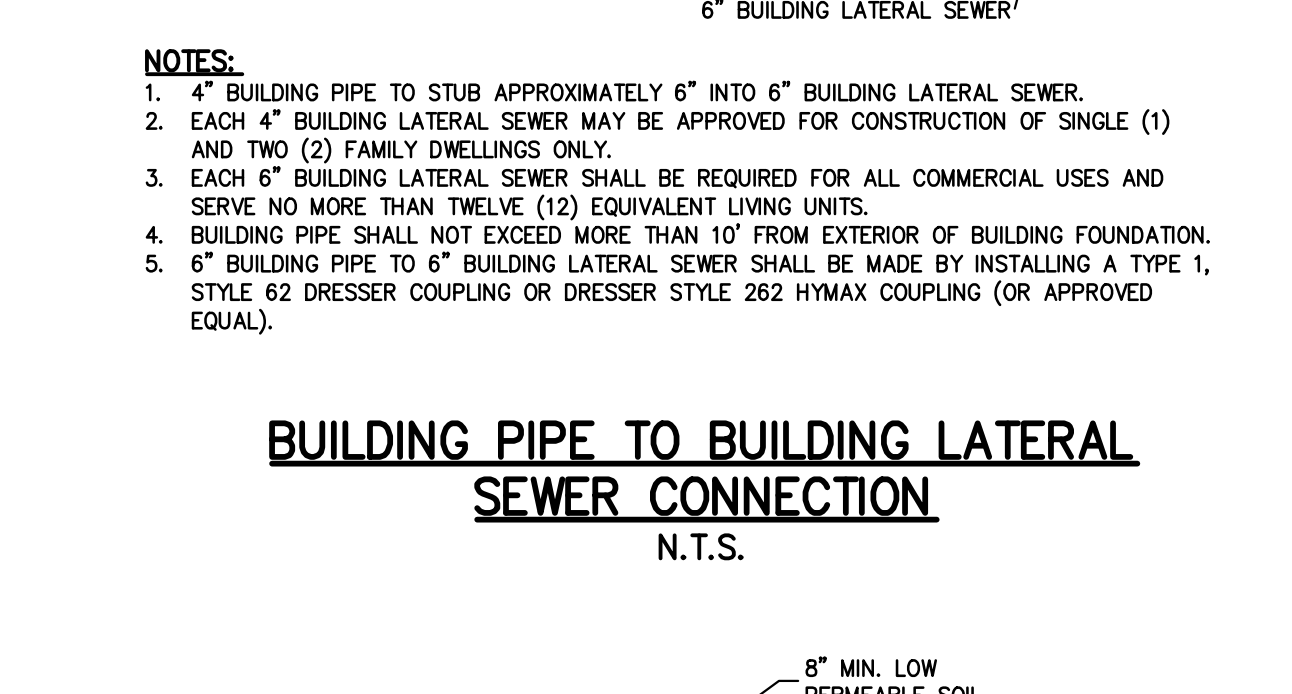 6” BUILDING LATERAL SEWER
NOTES:
1. 4” BUILDING PIPE TO STUB APPROXIMATELY 6” INTO 6” BUILDING LATERAL SEWER.
2. EACH 4” BUILDING LATERAL SEWER MAY BE APPROVED FOR CONSTRUCTION OF SINGLE (1)
AND TWO (2) FAMILY DWELLINGS ONLY.
3. EACH 6” BUILDING LATERAL SEWER SHALL BE REQUIRED FOR ALL COMMERCIAL USES AND
SERVE NO MORE THAN TWELVE (12) EQUIVALENT LIVING UNITS.
4. BUILDING PIPE SHALL NOT EXCEED MORE THAN 10’ FROM EXTERIOR OF BUILDING FOUNDATION.
5. 6” BUILDING PIPE TO 6” BUILDING LATERAL SEWER SHALL BE MADE BY INSTALLING A TYPE 1,
STYLE 62 DRESSER COUPLING OR DRESSER STYLE 262 HYMAX COUPLING (OR APPROVED
EQUAL).
BUILDING PIPE TO BUILDING LATERAL
SEWER CONNECTION
N.T.S.
8” MIN. LOW
PERMEABLE SOIL